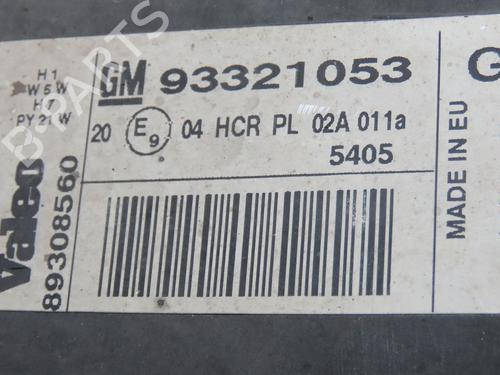 H1
W5W
H7
PY21W
Valeo
89308560
GM 93321053
20 E9 04 HCR PL 02A 011a
5405
MADE IN EU
G
B-PARTS